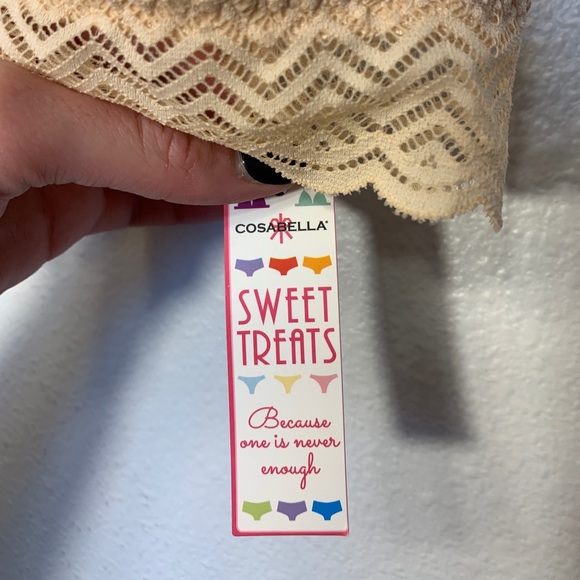 COSABELLA®
SWEET
TREATS
Because
one is never
enough